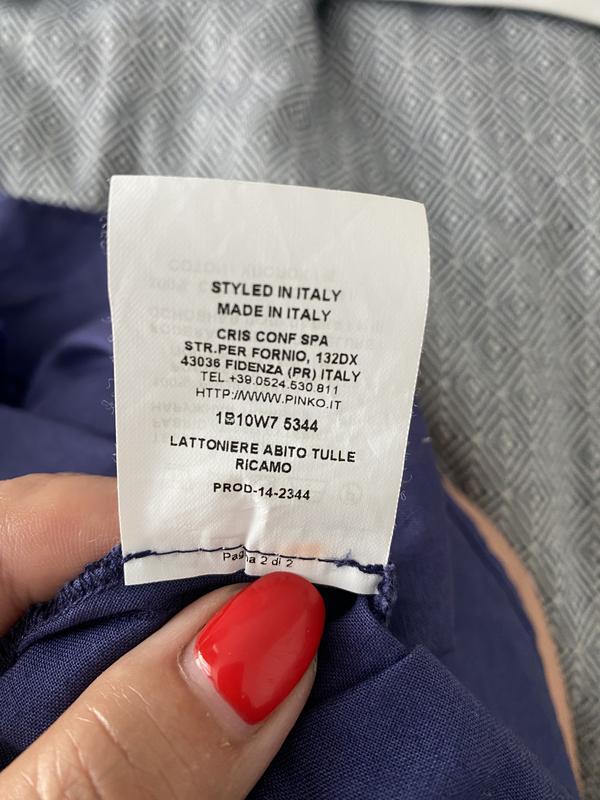 STYLED IN ITALY
MADE IN ITALY
CRIS CONF SPA
STR.PER FORNIO, 132DX
43036 FIDENZA (PR) ITALY
TEL +39.0524.530.811
HTTP://WWW.PINKO.IT
1B10W7 5344
LATTONIERE ABITO TULLE
RICAMO
PROD-14-2344
Pagina 2 di 2